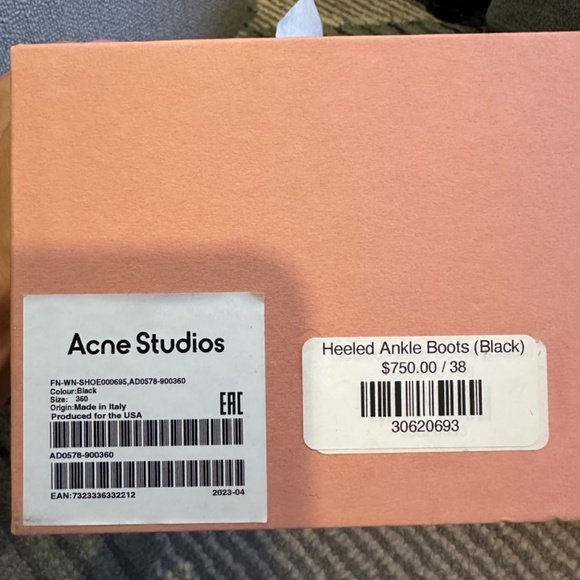 Acne Studios
FN-WN-SHOE000695,AD0578-900360
Colour:Black
Size: 360
Origin:Made in Italy
Produced for the USA
EAC
AD0578-900360
EAN:7323336332212
2023-04
Heeled Ankle Boots (Black)
$750.00 / 38
30620693